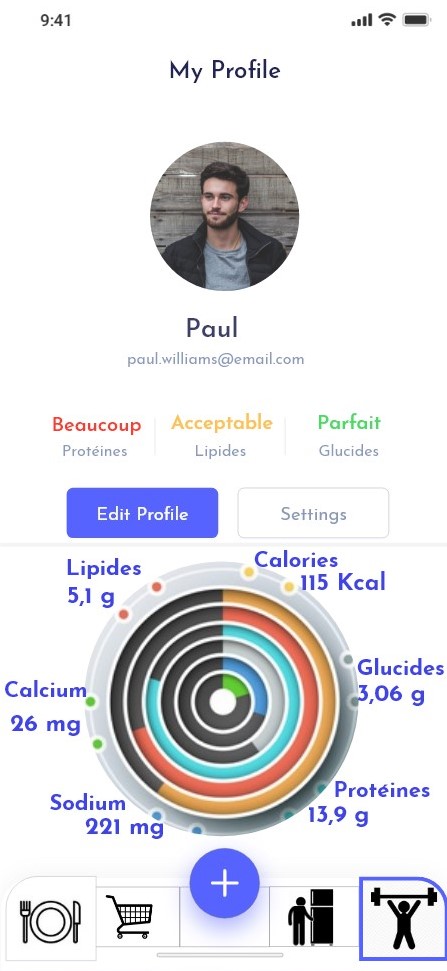 9:41
My Profile
Paul
paul.williams@email.com
Beaucoup Acceptable Parfait
Protéines Lipides Glucides
Edit Profile Settings
Calories
115 Kcal
Lipides
5,1 g
Glucides
3,06 g
Calcium
26 mg
Protéines
13,9 g
Sodium
221 mg